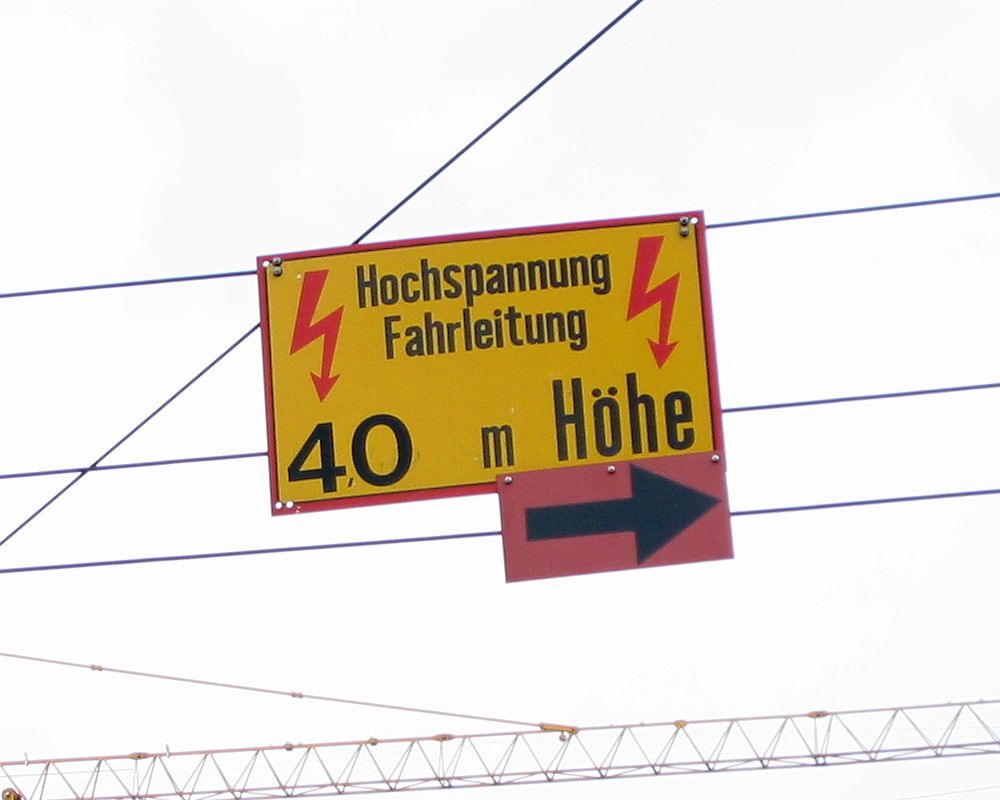 Hochspannung
Fahrleitung
4,0 m Höhe